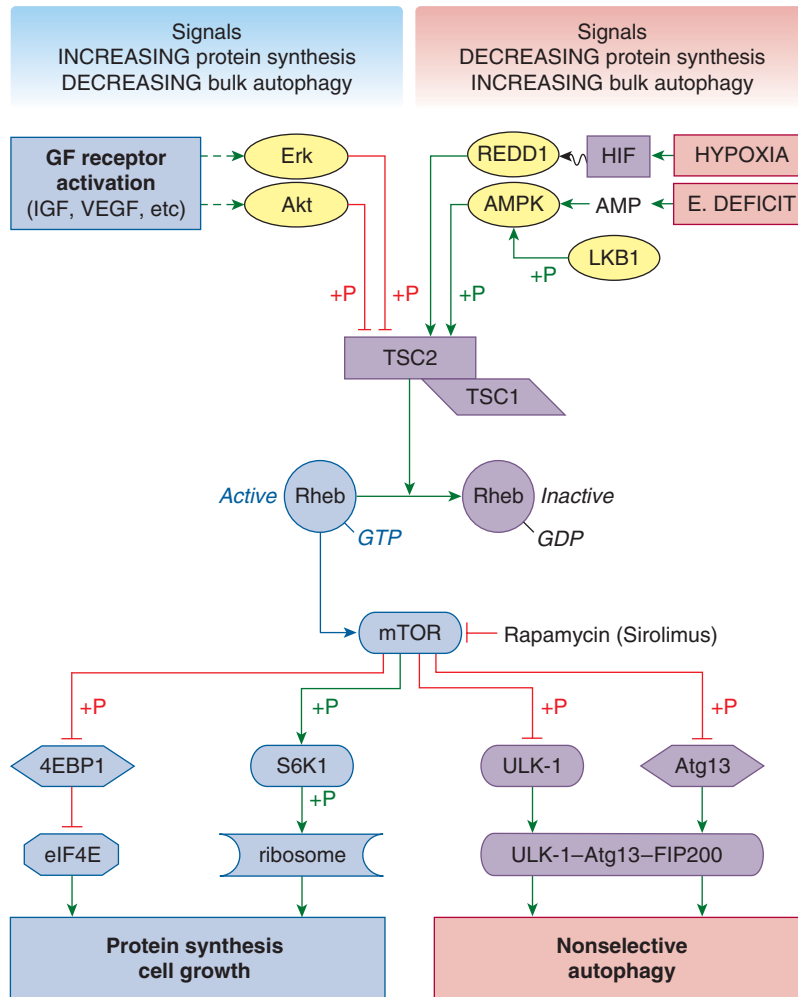 Signals
INCREASING protein synthesis
DECREASING bulk autophagy
Signals
DECREASING protein synthesis
INCREASING bulk autophagy
GF receptor
activation
(IGF, VEGF, etc)
Erk
Akt
REDD1
HIF
HYPOXIA
AMPK
AMP
E. DEFICIT
LKB1
+P
+P
+P
+P
TSC2
TSC1
Active
Rheb
GTP
Rheb
Inactive
GDP
mTOR
Rapamycin (Sirolimus)
+P
+P
+P
+P
4EBP1
S6K1
ULK-1
Atg13
+P
eIF4E
ribosome
ULK-1–Atg13–FIP200
Protein synthesis
cell growth
Nonselective
autophagy